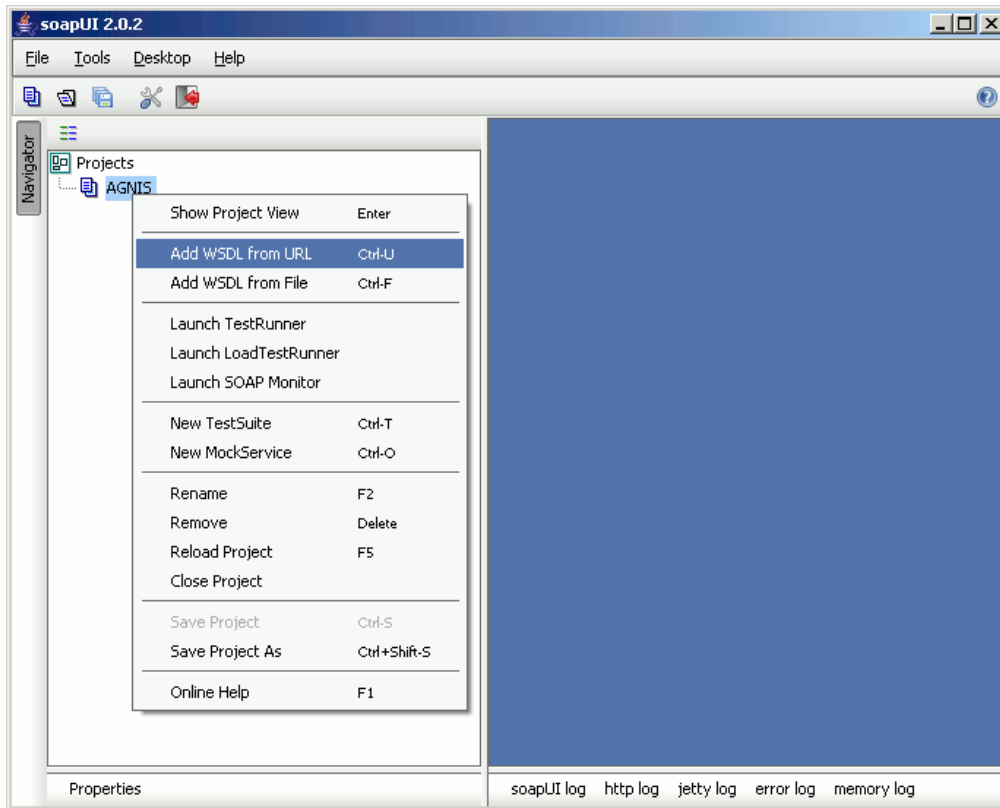 soapUI 2.0.2
File Tools Desktop Help
Navigator
Projects
AGNIS
Show Project View Enter
Add WSDL from URL Ctrl-U
Add WSDL from File Ctrl-F
Launch TestRunner
Launch LoadTestRunner
Launch SOAP Monitor
New TestSuite Ctrl-T
New MockService Ctrl-O
Rename F2
Remove Delete
Reload Project F5
Close Project
Save Project Ctrl-S
Save Project As Ctrl+Shift-S
Online Help F1
Properties
soapUI log http log jetty log error log memory log